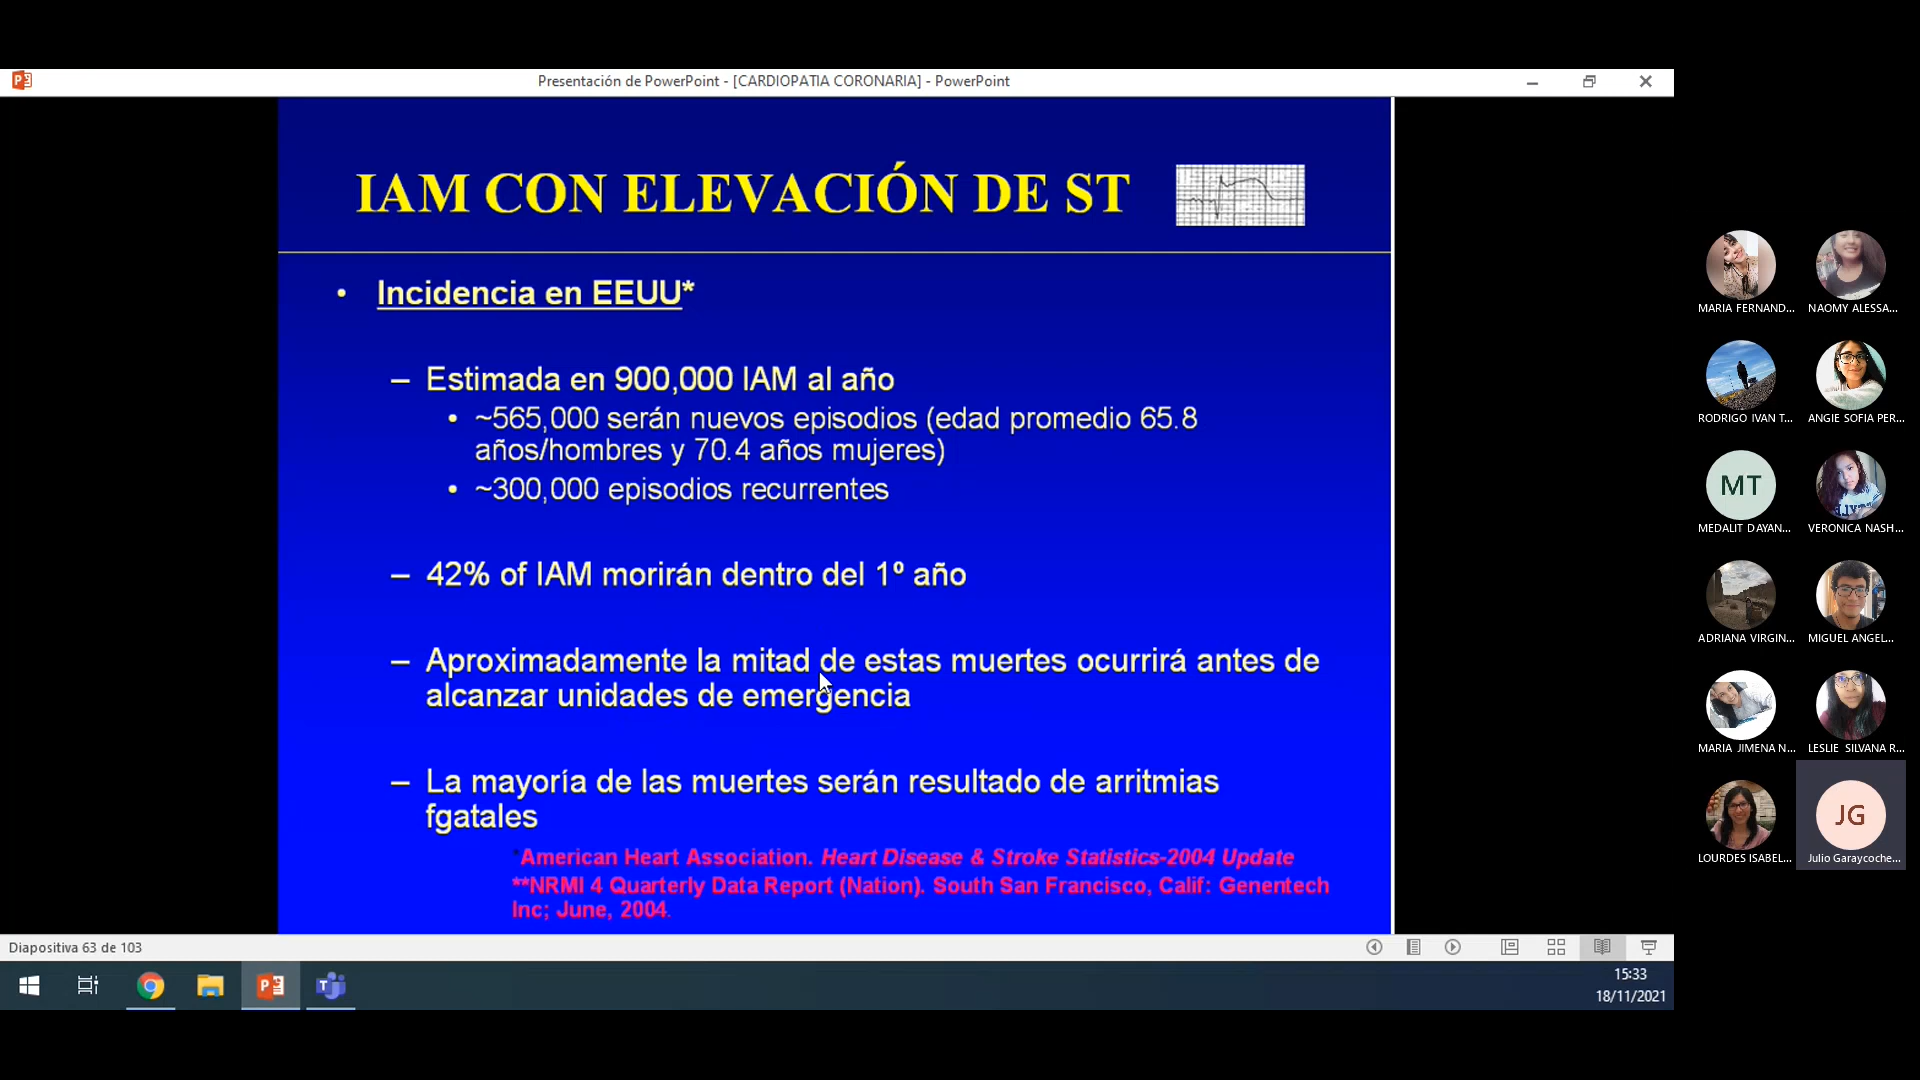 Presentación de PowerPoint - [CARDIOPATIA CORONARIA] - PowerPoint
IAM CON ELEVACIÓN DE ST
• Incidencia en EEUU*
– Estimada en 900,000 IAM al año
• ~565,000 serán nuevos episodios (edad promedio 65.8
años/hombres y 70.4 años mujeres)
• ~300,000 episodios recurrentes
– 42% of IAM morirán dentro del 1º año
– Aproximadamente la mitad de estas muertes ocurrirá antes de
alcanzar unidades de emergencia
– La mayoría de las muertes serán resultado de arritmias
fgatales
*American Heart Association. Heart Disease & Stroke Statistics-2004 Update
**NRMI 4 Quarterly Data Report (Nation). South San Francisco, Calif: Genentech
Inc; June, 2004.
Diapositiva 63 de 103
15:33
18/11/2021
MARIA FERNAND...
NAOMY ALESSA...
RODRIGO IVAN T...
ANGIE SOFIA PER...
MT
MEDALIT DAYAN...
VERONICA NASH...
ADRIANA VIRGIN...
MIGUEL ANGEL...
MARIA JIMENA N...
LESLIE SILVANA R...
LOURDES ISABEL...
JG
Julio Garaycoche...